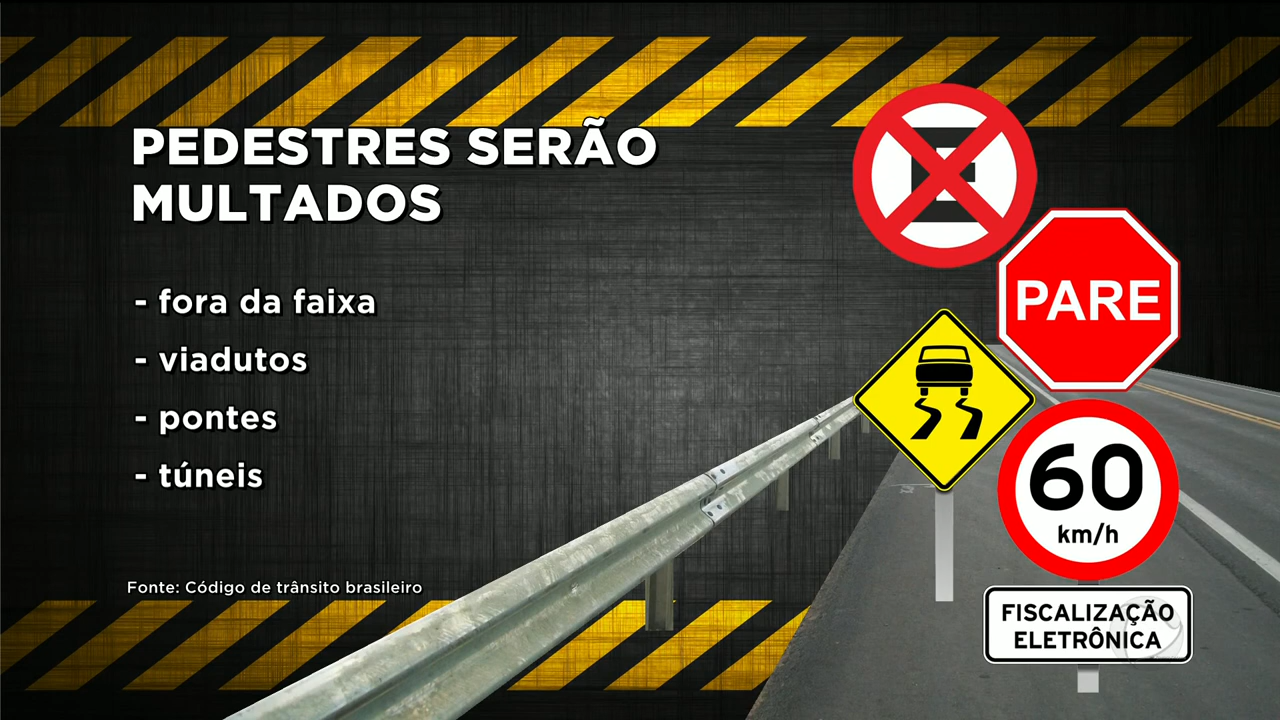 PEDESTRES SERÃO
MULTADOS
- fora da faixa
- viadutos
- pontes
- túneis
Fonte: Código de trânsito brasileiro
E
PARE
60
km/h
FISCALIZAÇÃO
ELETRÔNICA